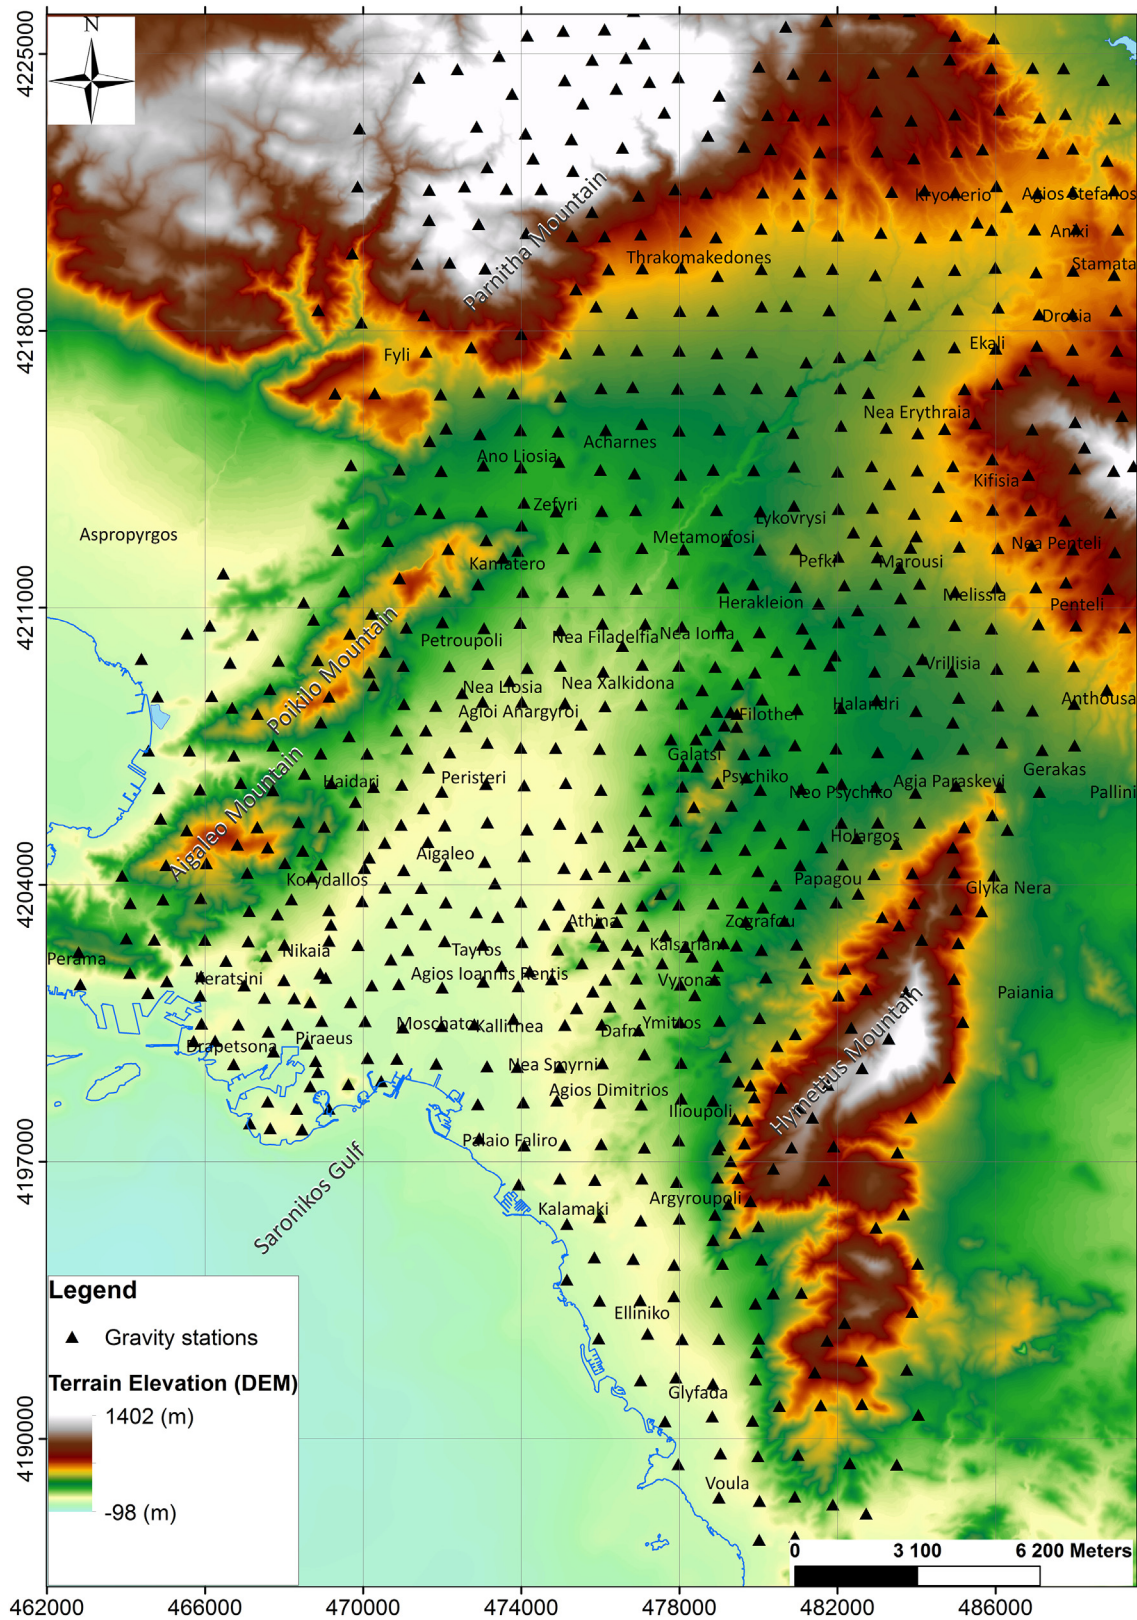 N
4225000
4218000
4211000
4204000
4197000
4190000
Kryonerio
Agios Stefanos
Anixi
Parnitha Mountain
Thrakomakedones
Stamata
Drosia
Ekali
Fyli
Nea Erythraia
Acharnes
Ano Liosia
Kifisia
Zefyri
Lykovrysi
Aspropyrgos
Metamorfosi
Nea Penteli
Kamatero
Pefki
Marousi
Melissia
Herakleion
Penteli
Poikilo Mountain
Petroupoli
Nea Filadelfia
Nea Ionia
Vrillisia
Nea Liosia
Nea Xalkidona
Anthousa
Agioi Anargyroi
Filothei
Halandri
Galatsi
Gerakas
Haidari
Peristeri
Psychiko
Neo Psychiko
Agia Paraskevi
Pallini
Aigaleo Mountain
Holargos
Aigaleo
Korydallos
Papagou
Glyka Nera
Athina
Zografou
Nikaia
Tavros
Kaisariani
Perama
Keratsini
Agios Ioannis Rentis
Vyronas
Paiania
Moschato
Kallithea
Dafni
Ymittos
Drapetsona
Piraeus
Hymettus Mountain
Nea Smyrni
Agios Dimitrios
Ilioupoli
Palaio Faliro
Saronikos Gulf
Argyroupoli
Kalamaki
Elliniko
Glyfada
Voula
Legend
Gravity stations
Terrain Elevation (DEM)
1402 (m)
-98 (m)
0 3 100 6 200 Meters
462000 466000 470000 474000 478000 482000 486000